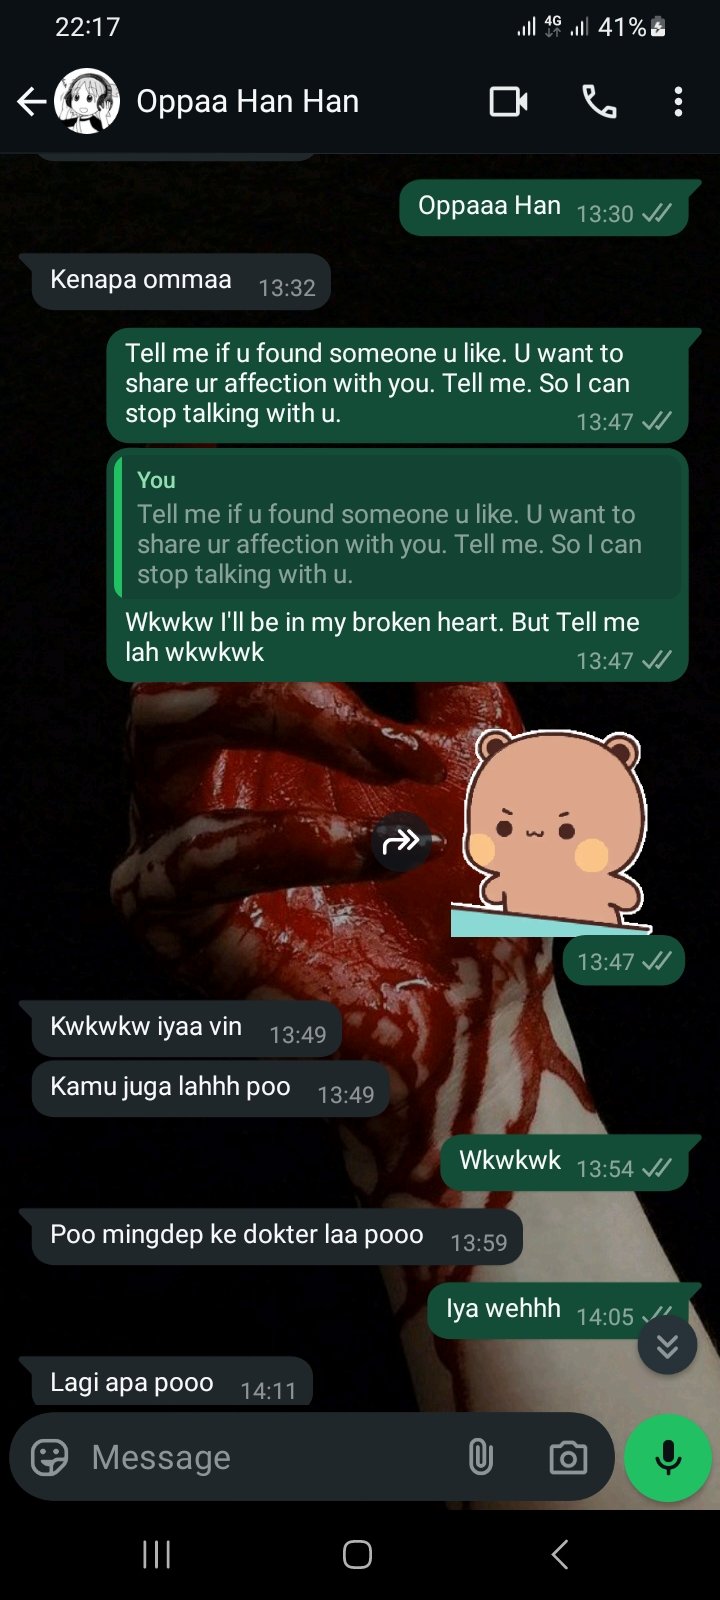 22:17
4G
41%
Oppaa Han Han
Oppaaa Han 13:30
Kenapa ommaa 13:32
Tell me if u found someone u like. U want to
share ur affection with you. Tell me. So I can
stop talking with u. 13:47
You
Tell me if u found someone u like. U want to
share ur affection with you. Tell me. So I can
stop talking with u.
Wkwkw I'll be in my broken heart. But Tell me
lah wkwkwk 13:47
13:47
Kwkwkw iyaa vin 13:49
Kamu juga lahhh poo 13:49
Wkwkwk 13:54
Poo mingdep ke dokter laa pooo 13:59
Iya wehhh 14:05
Lagi apa pooo 14:11
Message